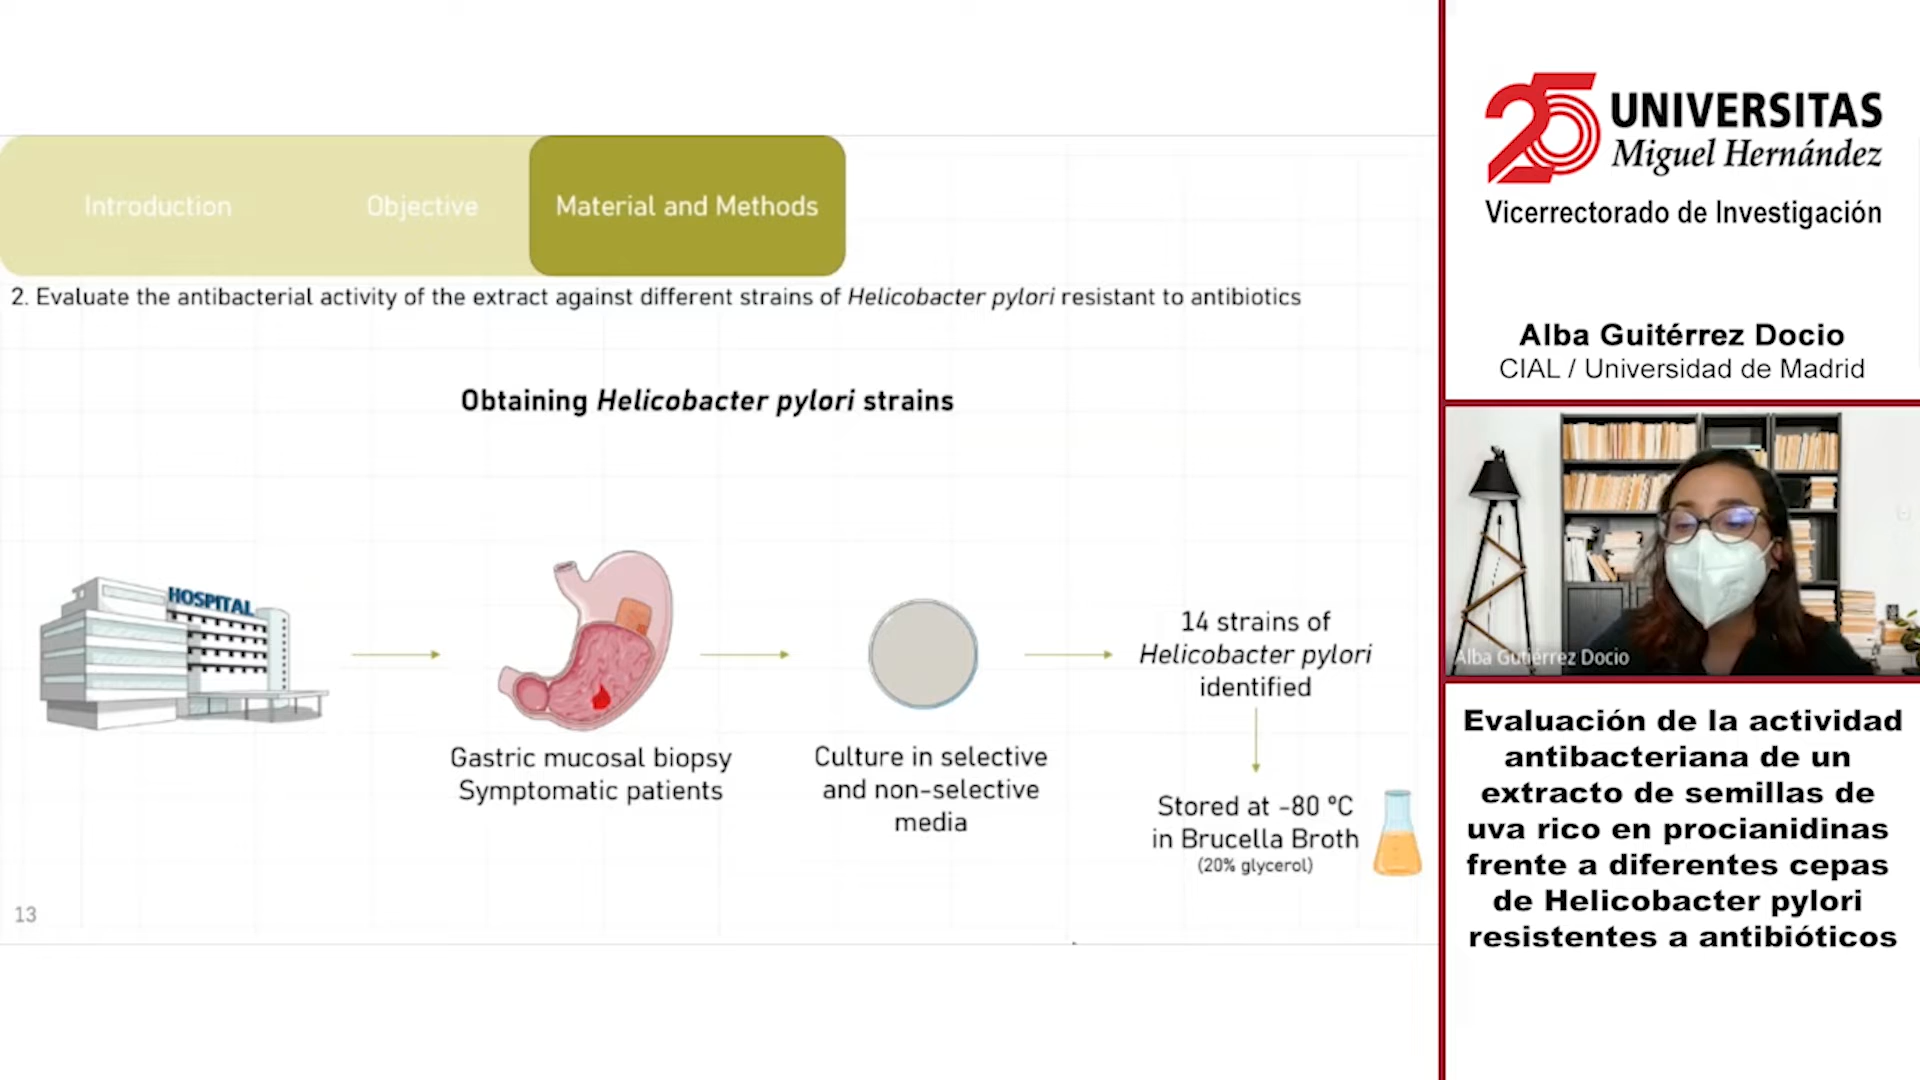 Introduction
Objective
Material and Methods
2. Evaluate the antibacterial activity of the extract against different strains of Helicobacter pylori resistant to antibiotics
Obtaining Helicobacter pylori strains
HOSPITAL
Gastric mucosal biopsy
Symptomatic patients
Culture in selective
and non-selective
media
14 strains of
Helicobacter pylori
identified
Stored at -80 ºC
in Brucella Broth
(20% glycerol)
13
25 UNIVERSITAS
Miguel Hernández
Vicerrectorado de Investigación
Alba Guitérrez Docio
CIAL / Universidad de Madrid
Alba Gutiérrez Docio
Evaluación de la actividad
antibacteriana de un
extracto de semillas de
uva rico en procianidinas
frente a diferentes cepas
de Helicobacter pylori
resistentes a antibióticos